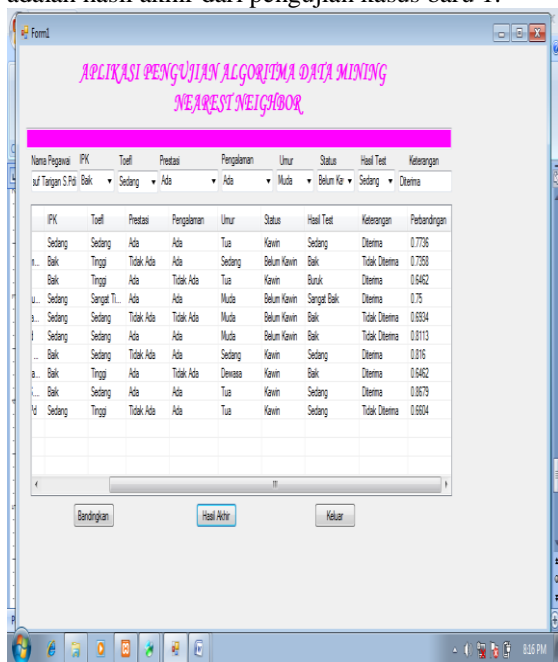 adalah hasil akhir dari pengujian kasus baru 1.
Form1
APLIKASI PENGUJIAN ALGORITMA DATA MINING
NEAREST NEIGHBOR
Nama Pegawai IPK Toefl Prestasi Pengalaman Umur Status Hasil Test Keterangan
suf Tarigan S.Pd Baik Sedang Ada Ada Muda Belum Kaw Sedang Diterima
IPK Toefl Prestasi Pengalaman Umur Status Hasil Test Keterangan Perbandingan
Sedang Sedang Ada Ada Tua Kawin Sedang Diterima 0.7736
Baik Tinggi Tidak Ada Ada Sedang Belum Kawin Baik Tidak Diterima 0.7358
Baik Tinggi Ada Tidak Ada Tua Kawin Buruk Diterima 0.6462
u... Sedang Sangat Ti... Ada Ada Muda Belum Kawin Sangat Baik Diterima 0.75
a... Sedang Sedang Tidak Ada Tidak Ada Muda Belum Kawin Baik Tidak Diterima 0.6934
Sedang Sedang Ada Ada Muda Belum Kawin Baik Tidak Diterima 0.8113
... Baik Sedang Tidak Ada Ada Sedang Kawin Sedang Diterima 0.816
a... Baik Tinggi Ada Tidak Ada Dewasa Kawin Baik Diterima 0.6462
Baik Sedang Ada Ada Tua Kawin Sedang Diterima 0.8679
Sedang Tinggi Tidak Ada Ada Tua Kawin Sedang Tidak Diterima 0.6604
Bandingkan Hasil Akhir Keluar
8:16 PM